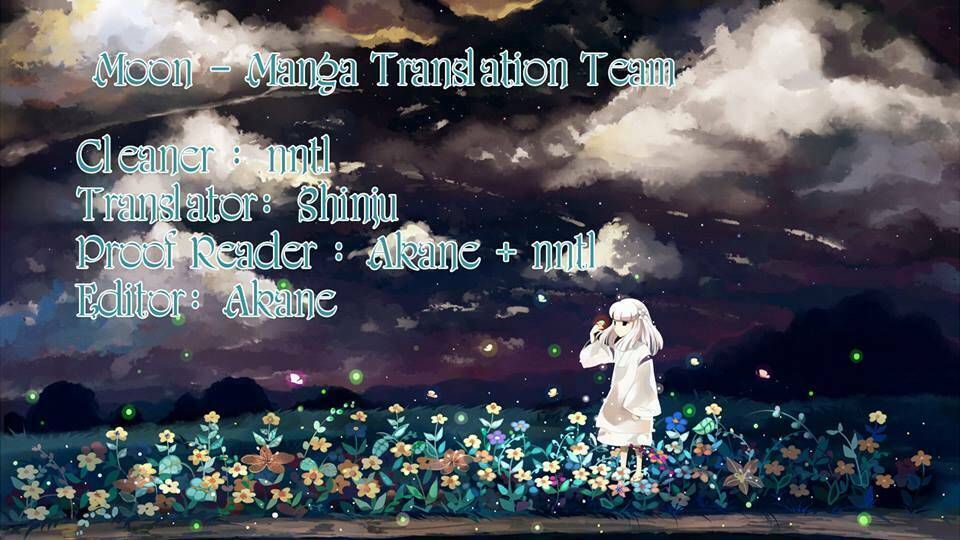 Moon - Manga Translation Team
Cleaner : nntl
Translator: Shinju
Proof Reader : Akane + nntl
Editor: Akane